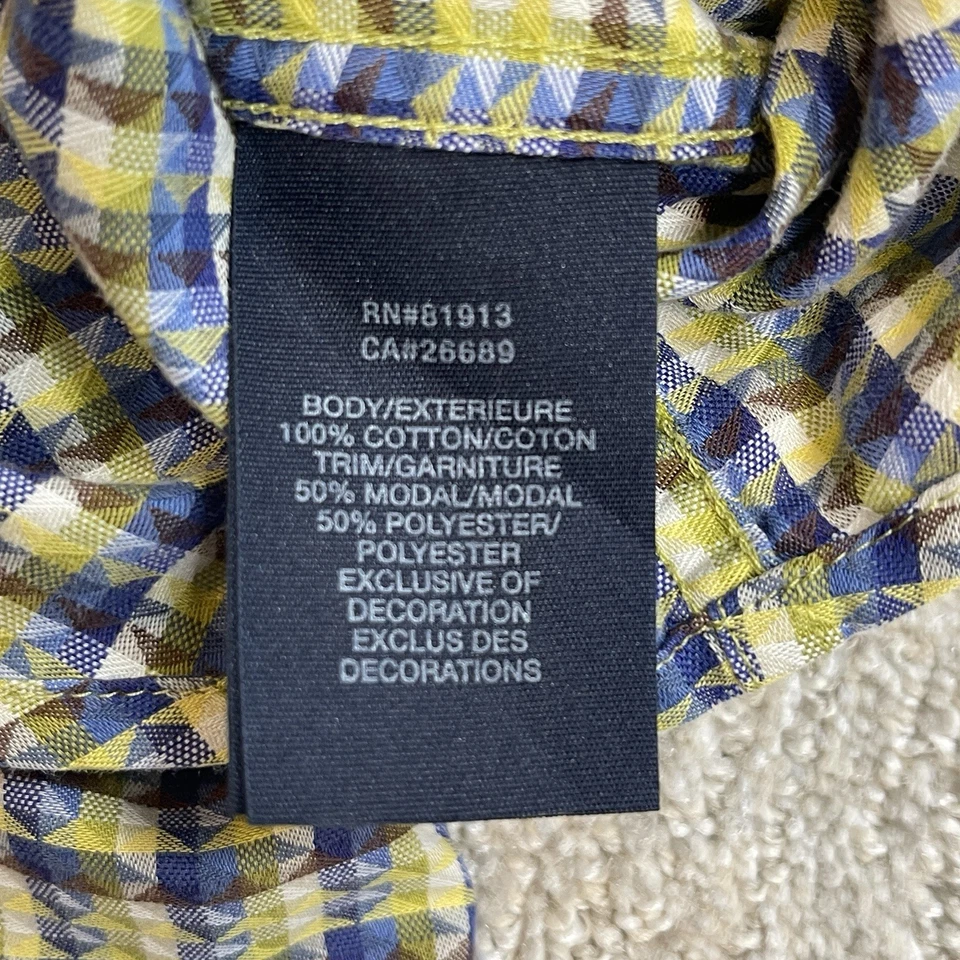 RN#81913
CA#26689
BODY/EXTERIEURE
100% COTTON/COTON
TRIM/GARNITURE
50% MODAL/MODAL
50% POLYESTER/
POLYESTER
EXCLUSIVE OF
DECORATION
EXCLUS DES
DECORATIONS